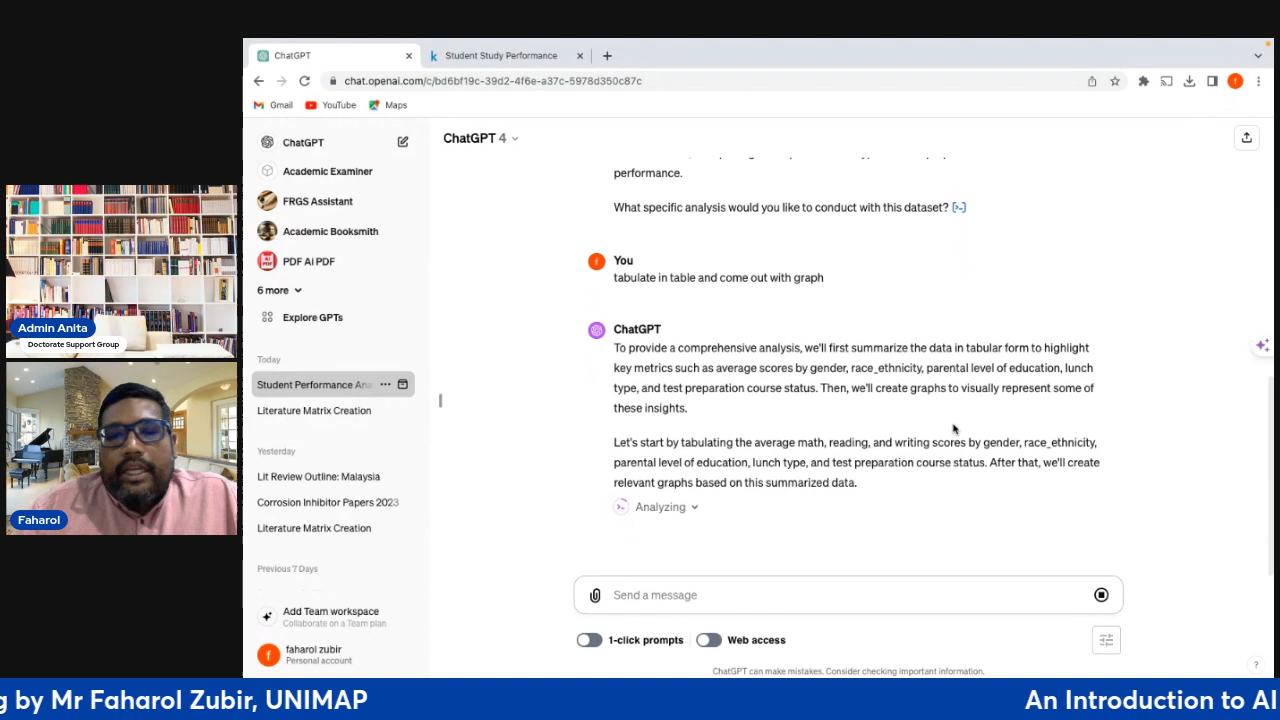 ChatGPT
Student Study Performance
chat.openai.com/c/bd6bf19c-39d2-4f6e-a37c-5978d350c87c
Gmail
YouTube
Maps
ChatGPT
Academic Examiner
FRGS Assistant
Academic Booksmith
PDF Ai PDF
6 more
Explore GPTs
Today
Student Performance Ana
Literature Matrix Creation
Yesterday
Lit Review Outline: Malaysia
Corrosion Inhibitor Papers 2023
Literature Matrix Creation
Previous 7 Days
Add Team workspace
Collaborate on a Team plan
faharol zubir
Personal account
ChatGPT 4
performance.
What specific analysis would you like to conduct with this dataset? [>-]
You
tabulate in table and come out with graph
ChatGPT
To provide a comprehensive analysis, we'll first summarize the data in tabular form to highlight
key metrics such as average scores by gender, race_ethnicity, parental level of education, lunch
type, and test preparation course status. Then, we'll create graphs to visually represent some of
these insights.
Let's start by tabulating the average math, reading, and writing scores by gender, race_ethnicity,
parental level of education, lunch type, and test preparation course status. After that, we'll create
relevant graphs based on this summarized data.
Analyzing
Send a message
1-click prompts
Web access
ChatGPT can make mistakes. Consider checking important information.
?
Admin Anita
Doctorate Support Group
Faharol
g by Mr Faharol Zubir, UNIMAP
An Introduction to AI